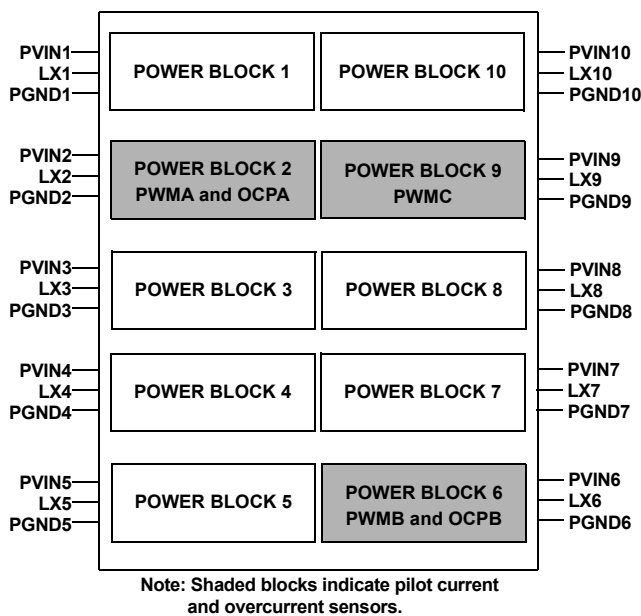 PVIN1
LX1
PGND1
POWER BLOCK 1
POWER BLOCK 10
PVIN10
LX10
PGND10
PVIN2
LX2
PGND2
POWER BLOCK 2
PWMA and OCPA
POWER BLOCK 9
PWMC
PVIN9
LX9
PGND9
PVIN3
LX3
PGND3
POWER BLOCK 3
POWER BLOCK 8
PVIN8
LX8
PGND8
PVIN4
LX4
PGND4
POWER BLOCK 4
POWER BLOCK 7
PVIN7
LX7
PGND7
PVIN5
LX5
PGND5
POWER BLOCK 5
POWER BLOCK 6
PWMB and OCPB
PVIN6
LX6
PGND6
Note: Shaded blocks indicate pilot current
and overcurrent sensors.